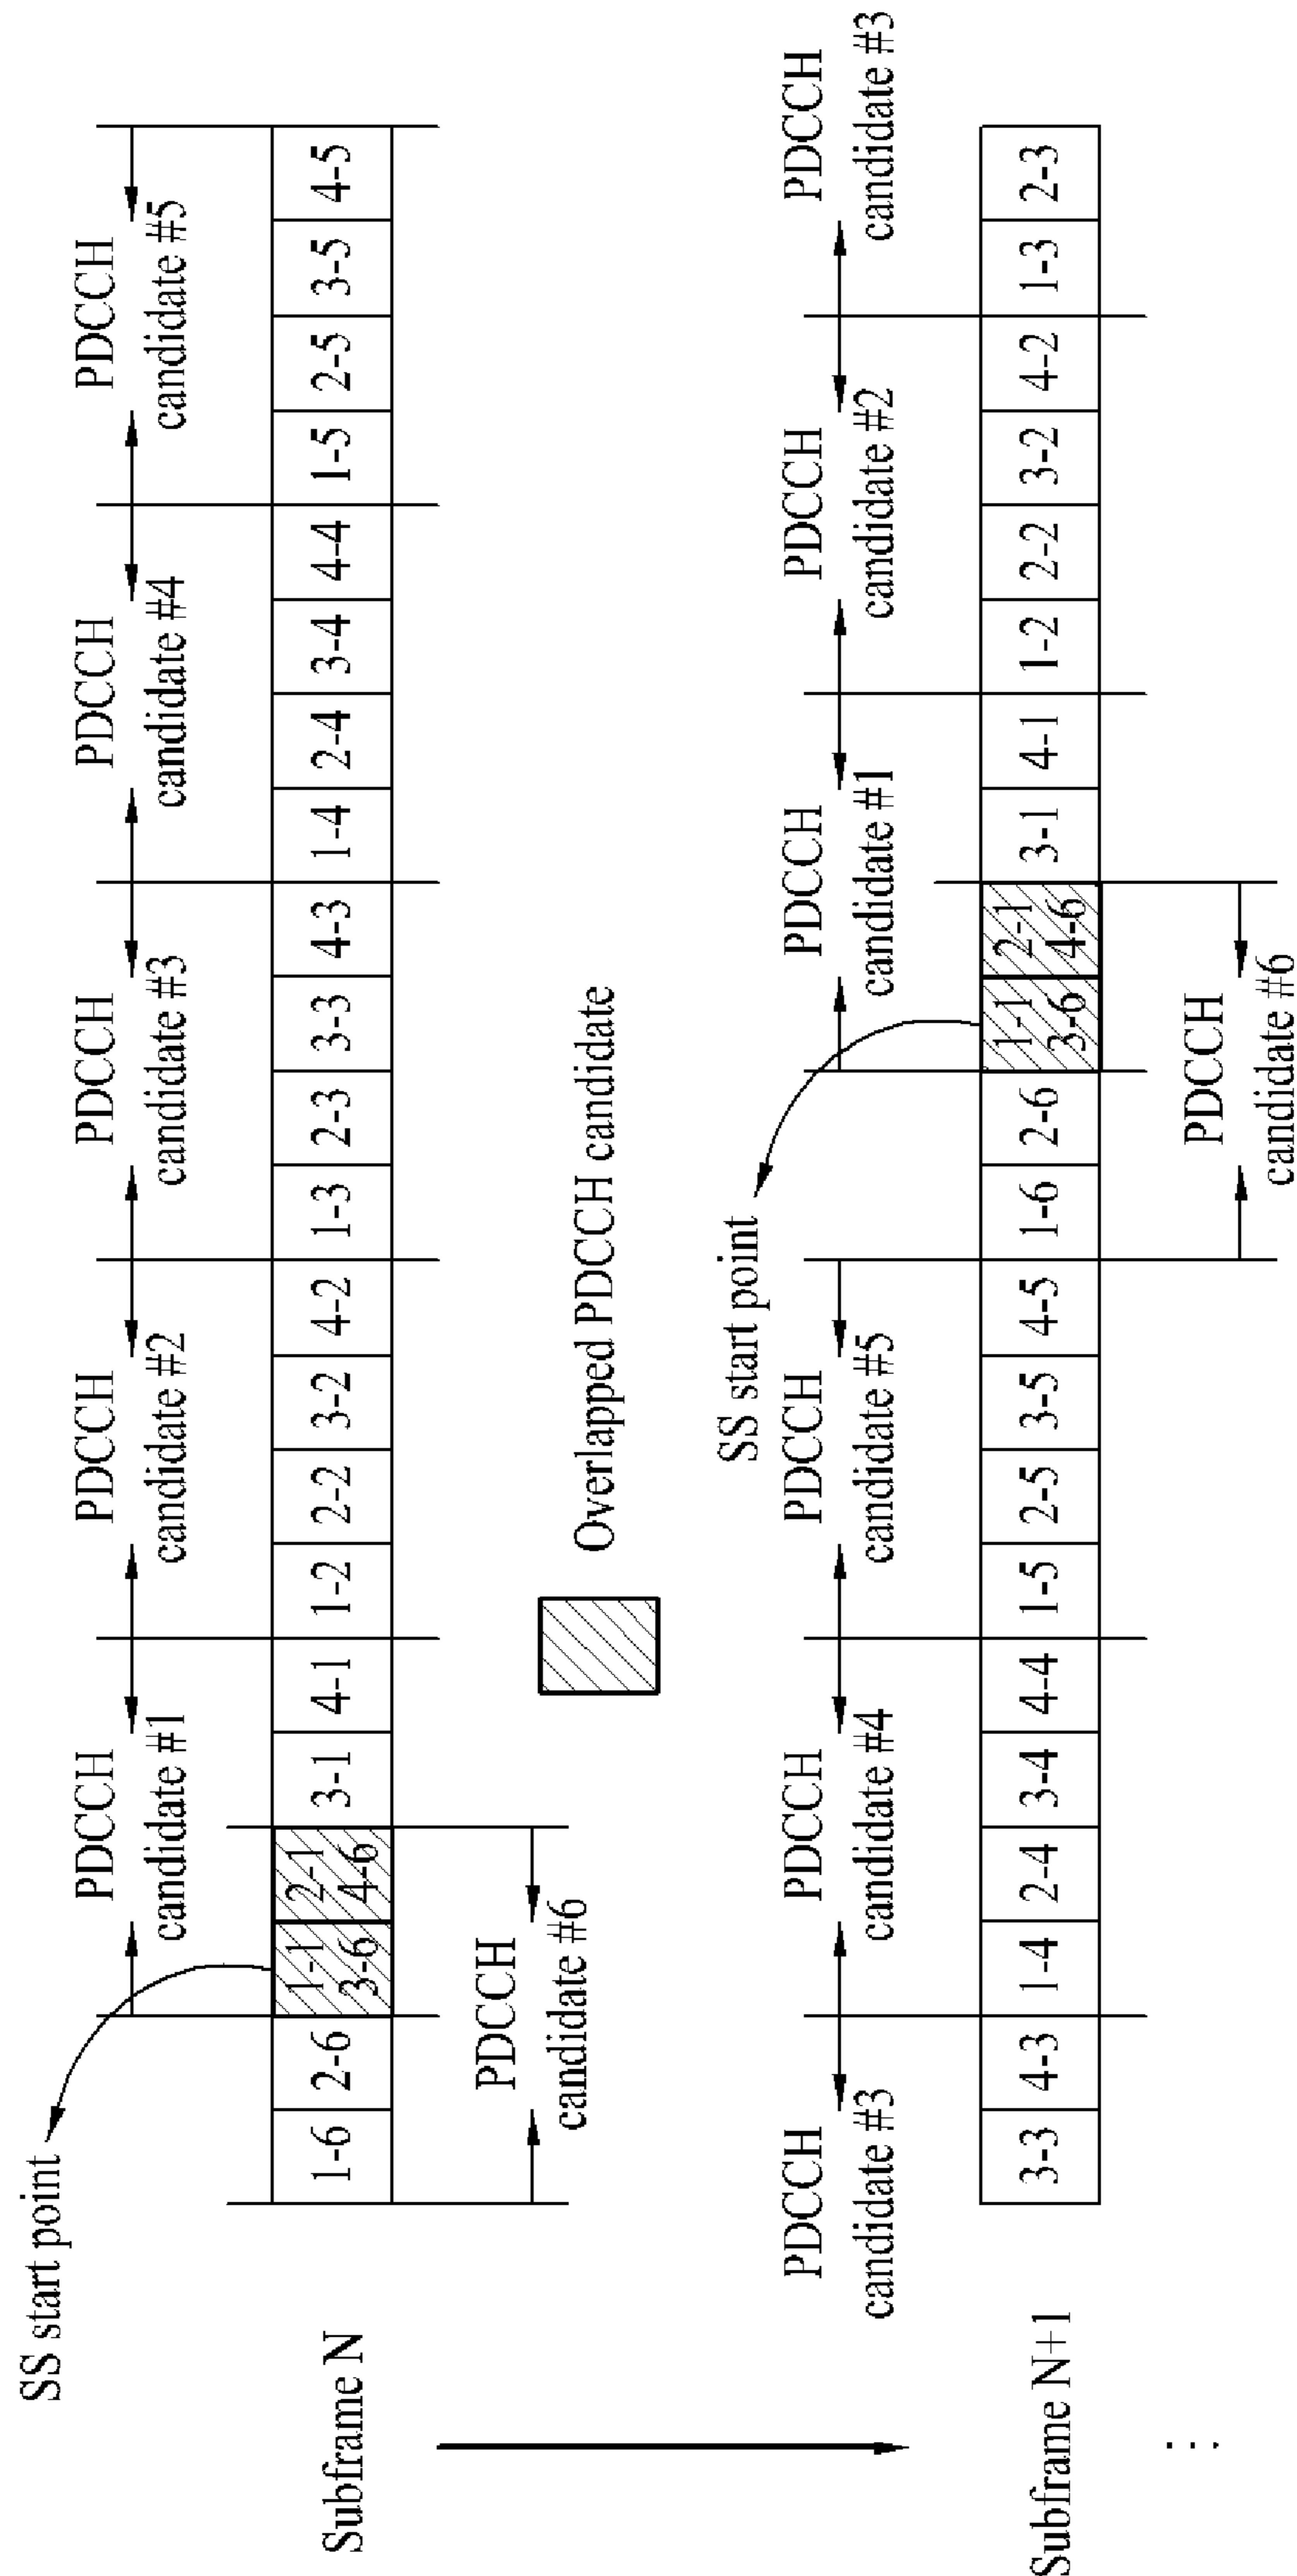 SS start point
PDCCH
candidate #1
PDCCH
candidate #2
PDCCH
candidate #3
PDCCH
candidate #4
PDCCH
candidate #5
Subframe N
1-6
2-6
1-1
3-6
2-1
4-6
3-1
4-1
1-2
2-2
3-2
4-2
1-3
2-3
3-3
4-3
1-4
2-4
3-4
4-4
1-5
2-5
3-5
4-5
PDCCH
candidate #6
Overlapped PDCCH candidate
SS start point
PDCCH
candidate #3
PDCCH
candidate #4
PDCCH
candidate #5
PDCCH
candidate #1
PDCCH
candidate #2
PDCCH
candidate #3
Subframe N+1
3-3
4-3
1-4
2-4
3-4
4-4
1-5
2-5
3-5
4-5
1-6
2-6
1-1
3-6
2-1
4-6
3-1
4-1
1-2
2-2
3-2
4-2
1-3
2-3
PDCCH
candidate #6
...